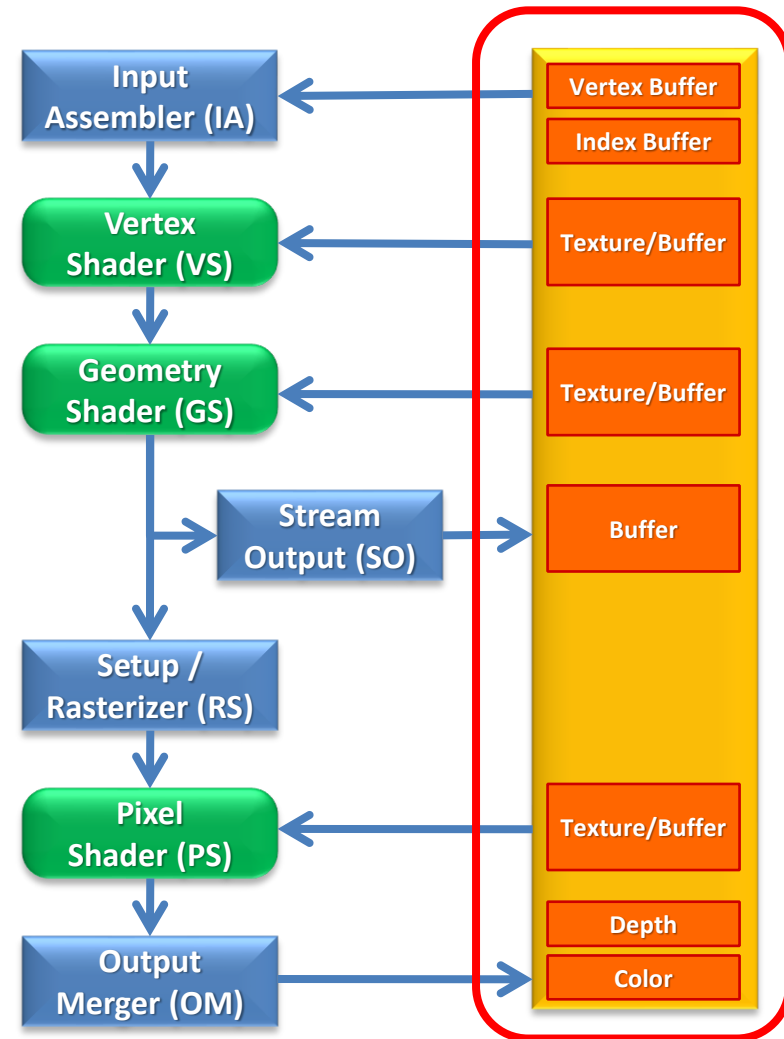 Input
Assembler (IA)
Vertex Buffer
Index Buffer
Vertex
Shader (VS)
Texture/Buffer
Geometry
Shader (GS)
Texture/Buffer
Stream
Output (SO)
Buffer
Setup /
Rasterizer (RS)
Pixel
Shader (PS)
Texture/Buffer
Depth
Output
Merger (OM)
Color